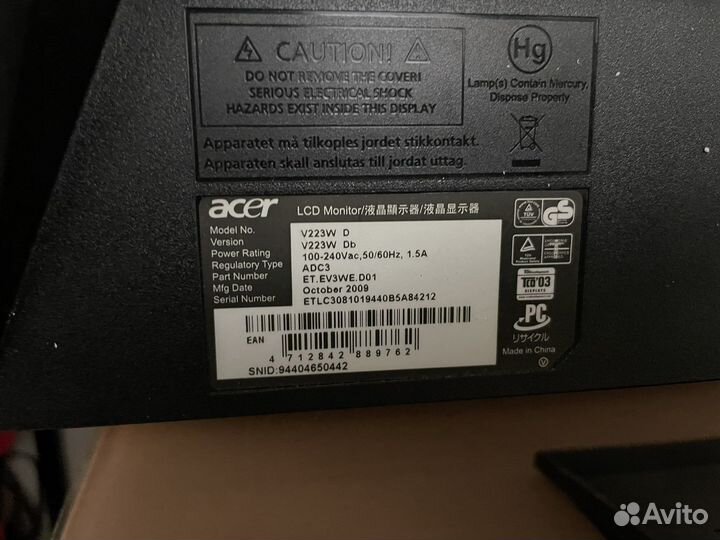 CAUTION!
DO NOT REMOVE THE COVER!
SERIOUS ELECTRICAL SHOCK
HAZARDS EXIST INSIDE THIS DISPLAY
Hg
Lamp(s) Contain Mercury,
Dispose Properly
Apparatet må tilkoples jordet stikkontakt.
Apparaten skall anslutas till jordat uttag.
acer LCD Monitor/液晶顯示器/液晶显示器
Model No. V223W D
Version V223W Db
Power Rating 100-240Vac,50/60Hz, 1.5A
Regulatory Type ADC3
Part Number ET.EV3WE.D01
Mfg Date October 2009
Serial Number ETLC3081019440B5A84212
EAN
4 712842 889762
SNID:94404650442
TÜV GS
TCO'03
DISPLAYS
PC
リサイクル
Made in China
V
Avito